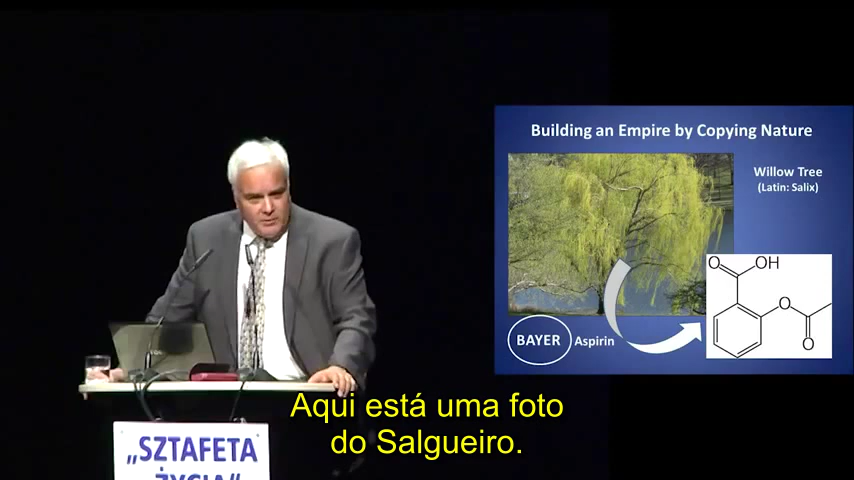 Building an Empire by Copying Nature
Willow Tree
(Latin: Salix)
O
OH
O
O
BAYER Aspirin
Aqui está uma foto
do Salgueiro.
„SZTAFETA
ŻYCIA"